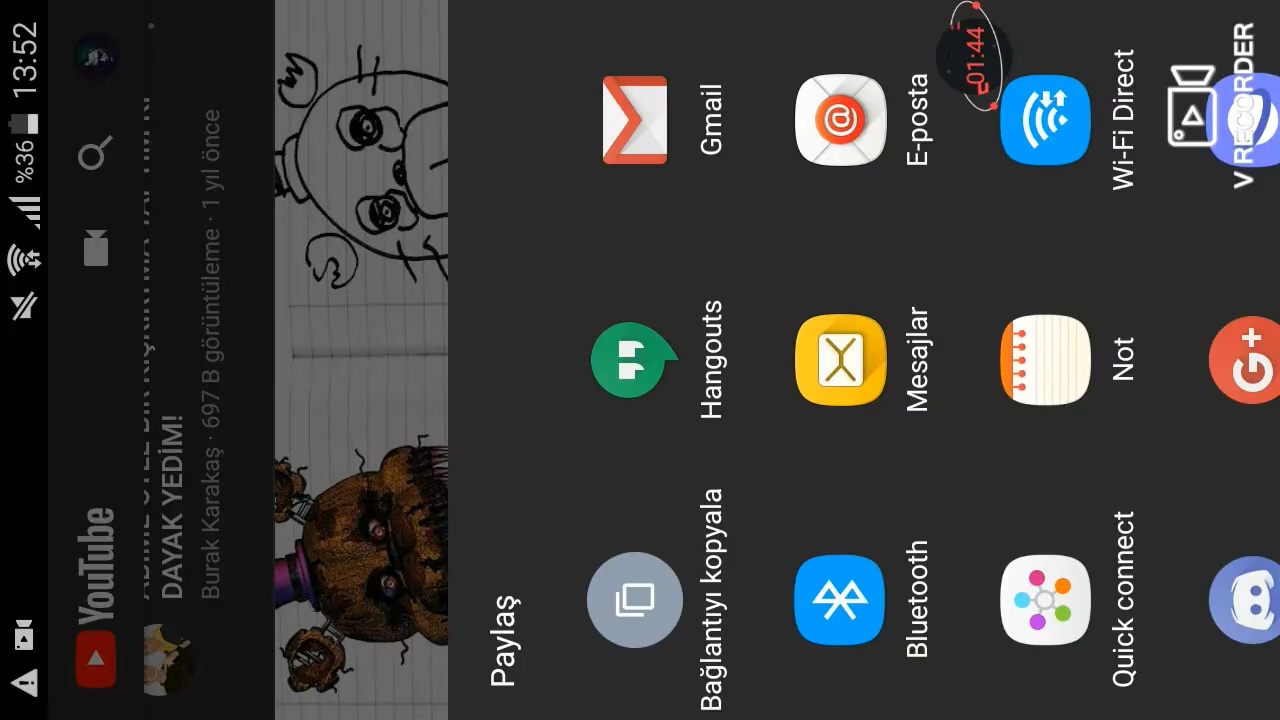 %36 13:52
YouTube
DAYAK YEDİM!
Burak Karakaş · 697 B görüntüleme · 1 yıl önce
Paylaş
Bağlantıyı kopyala
Hangouts
Gmail
Bluetooth
Mesajlar
E-posta
01:44
Quick connect
Not
Wi-Fi Direct
G+
V RECORDER